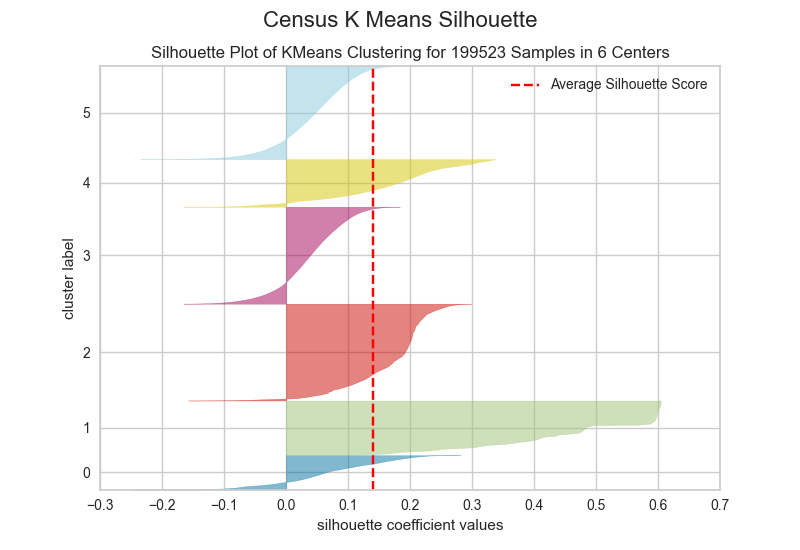 Census K Means Silhouette
Silhouette Plot of KMeans Clustering for 199523 Samples in 6 Centers
Average Silhouette Score
5
4
3
2
1
0
cluster label
−0.3 −0.2 −0.1 0.0 0.1 0.2 0.3 0.4 0.5 0.6 0.7
silhouette coefficient values